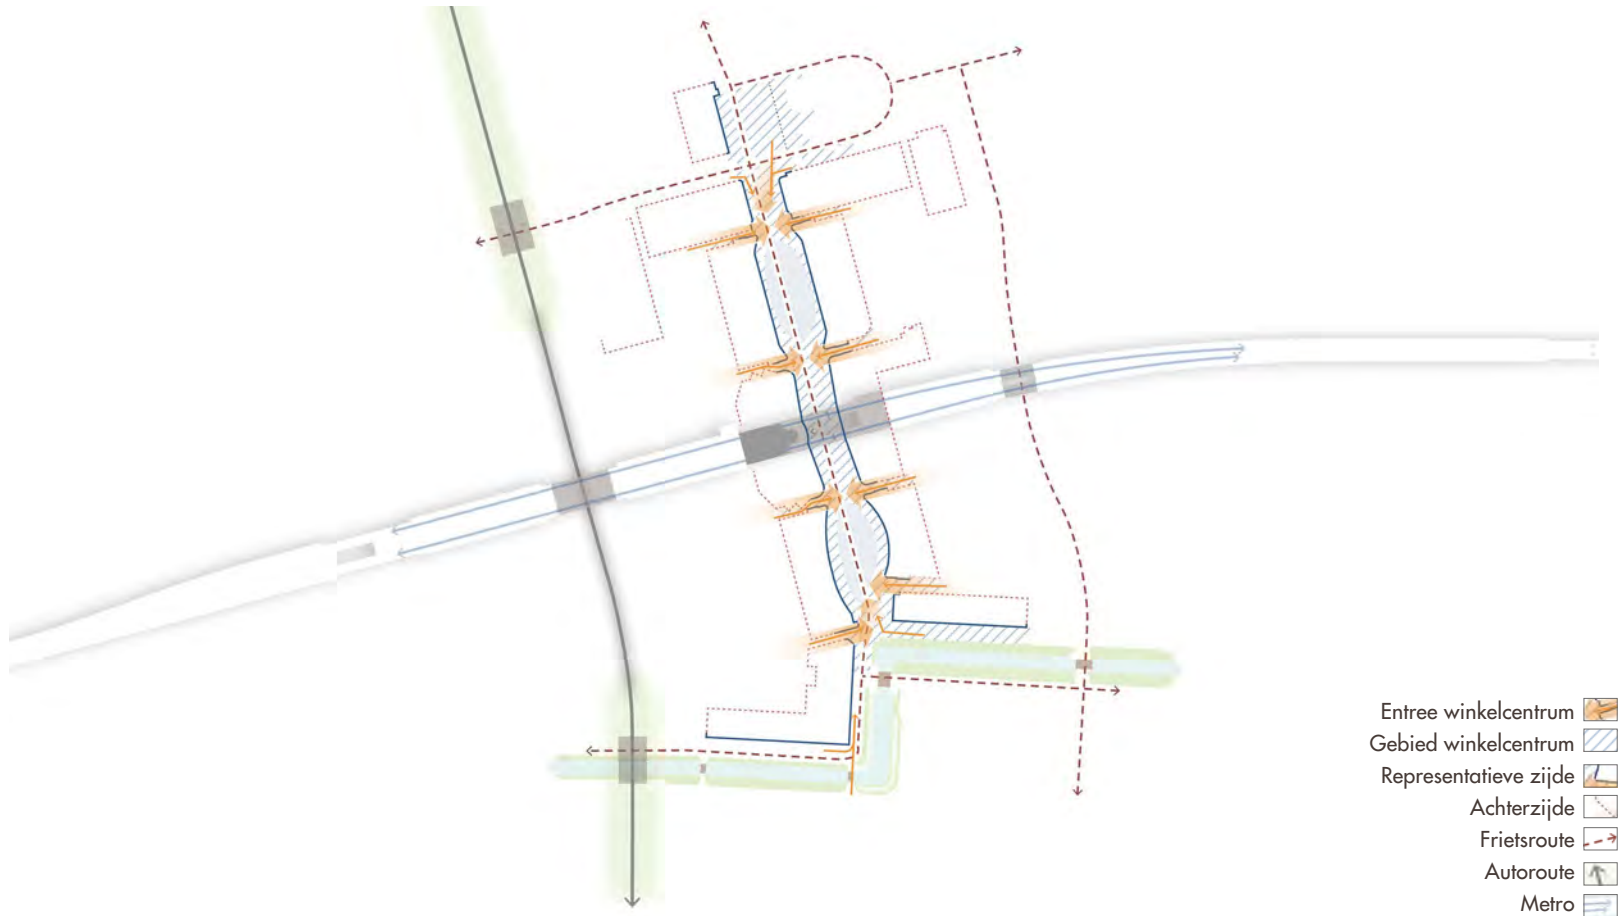 Entree winkelcentrum
Gebied winkelcentrum
Representatieve zijde
Achterzijde
Frietsroute
Autoroute
Metro